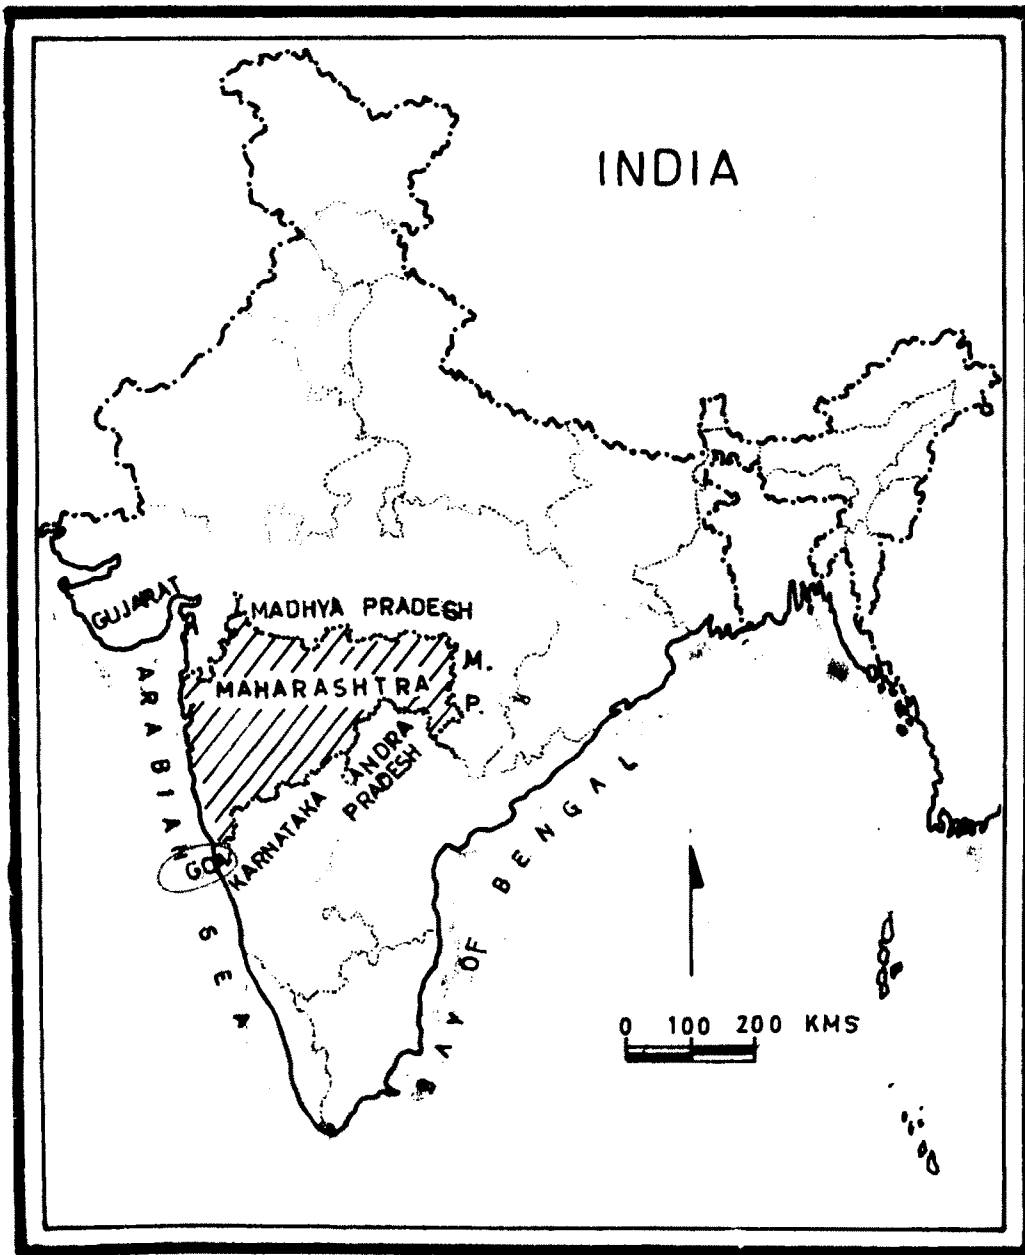 INDIA
GUJARAT
MADHYA PRADESH
M.
P.
MAHARASHTRA
ANDRA
PRADESH
KARNATAKA
GOA
ARABIAN SEA
BAY OF BENGAL
0 100 200 KMS